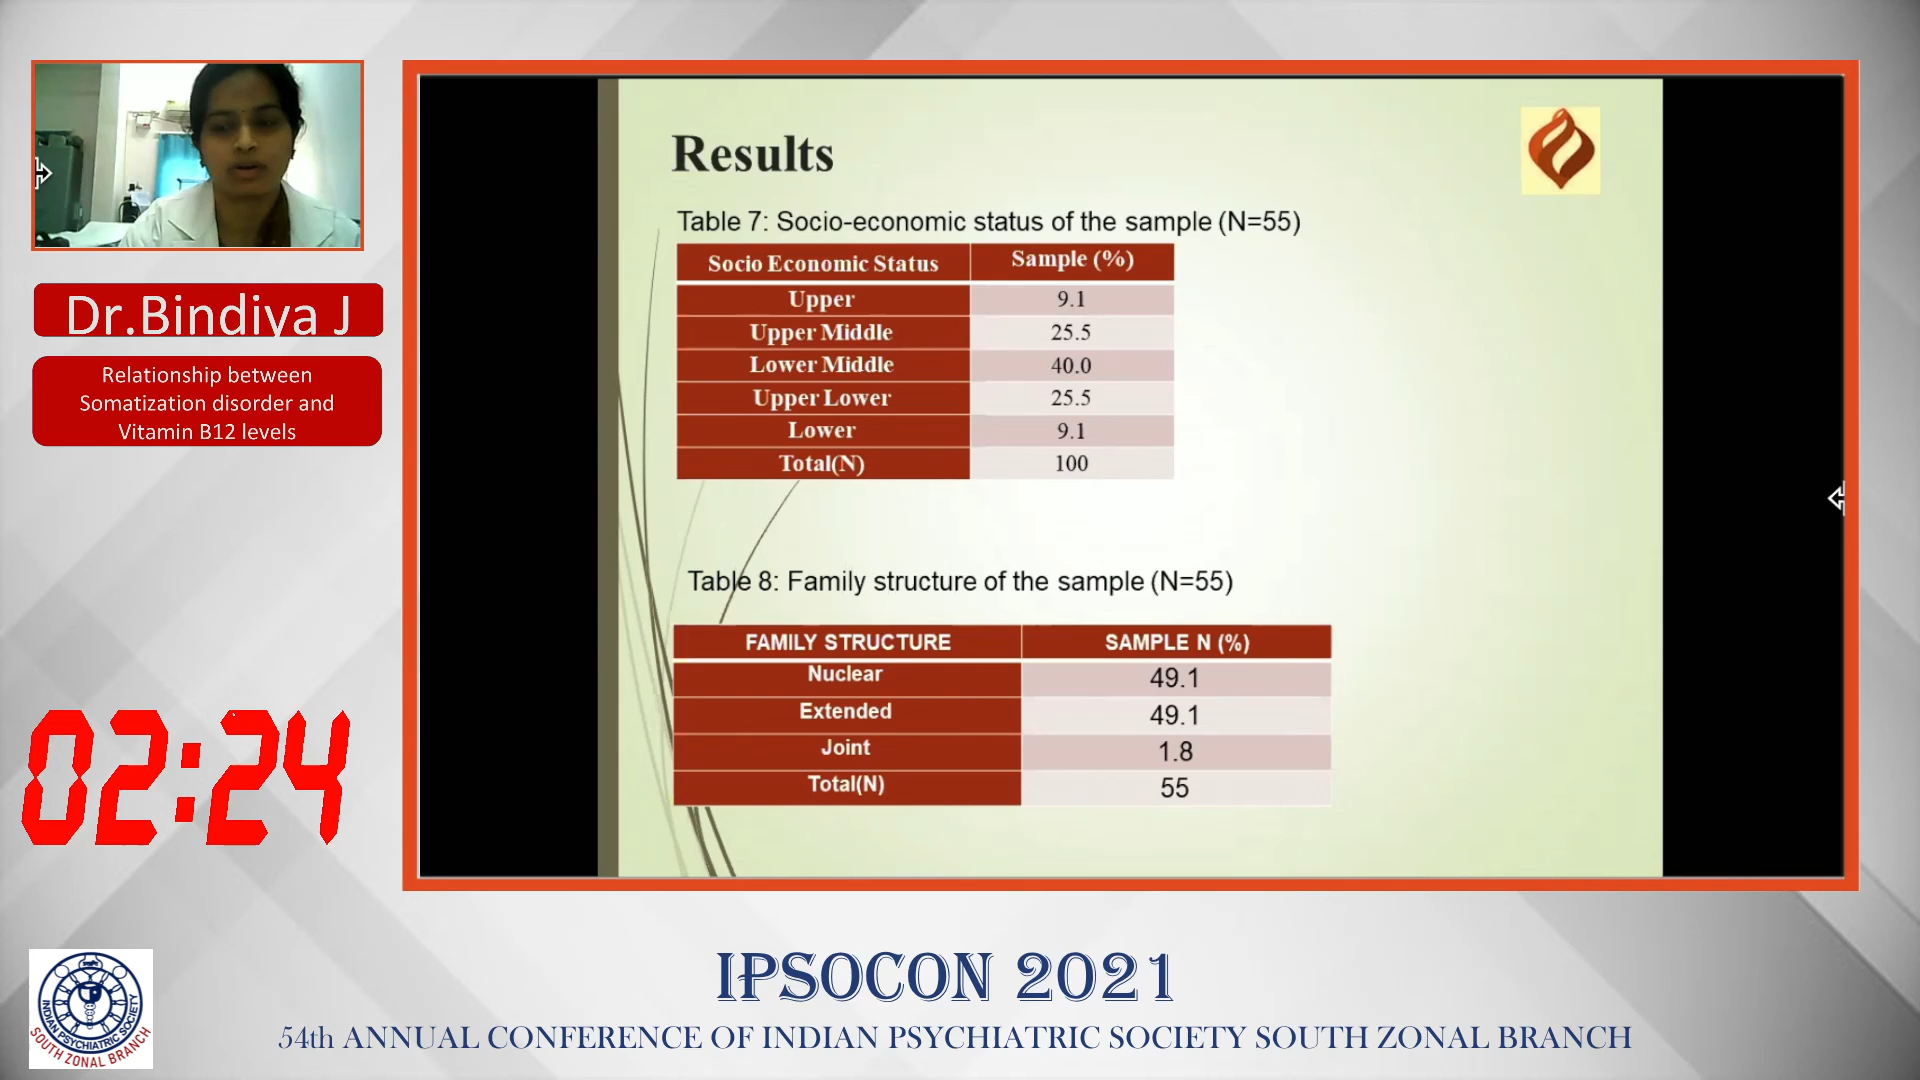 Dr.Bindiya J
Relationship between
Somatization disorder and
Vitamin B12 levels
02:24
Results
Table 7: Socio-economic status of the sample (N=55)
Socio Economic Status Sample (%)
Upper 9.1
Upper Middle 25.5
Lower Middle 40.0
Upper Lower 25.5
Lower 9.1
Total(N) 100
Table 8: Family structure of the sample (N=55)
FAMILY STRUCTURE SAMPLE N (%)
Nuclear 49.1
Extended 49.1
Joint 1.8
Total(N) 55
IPSOCON 2021
54th ANNUAL CONFERENCE OF INDIAN PSYCHIATRIC SOCIETY SOUTH ZONAL BRANCH
INDIAN PSYCHIATRIC SOCIETY
SOUTH ZONAL BRANCH